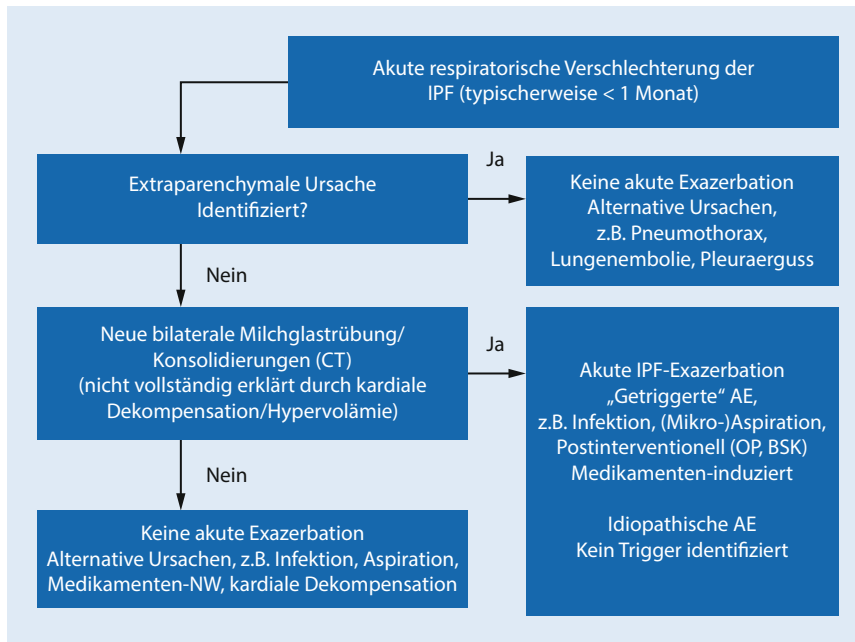 Akute respiratorische Verschlechterung der
IPF (typischerweise < 1 Monat)
Extraparenchymale Ursache
Identifiziert?
Ja
Keine akute Exazerbation
Alternative Ursachen,
z.B. Pneumothorax,
Lungenembolie, Pleuraerguss
Nein
Neue bilaterale Milchglastrübung/
Konsolidierungen (CT)
(nicht vollständig erklärt durch kardiale
Dekompensation/Hypervolämie)
Ja
Akute IPF-Exazerbation
„Getriggerte“ AE,
z.B. Infektion, (Mikro-)Aspiration,
Postinterventionell (OP, BSK)
Medikamenten-induziert
Idiopathische AE
Kein Trigger identifiziert
Nein
Keine akute Exazerbation
Alternative Ursachen, z.B. Infektion, Aspiration,
Medikamenten-NW, kardiale Dekompensation